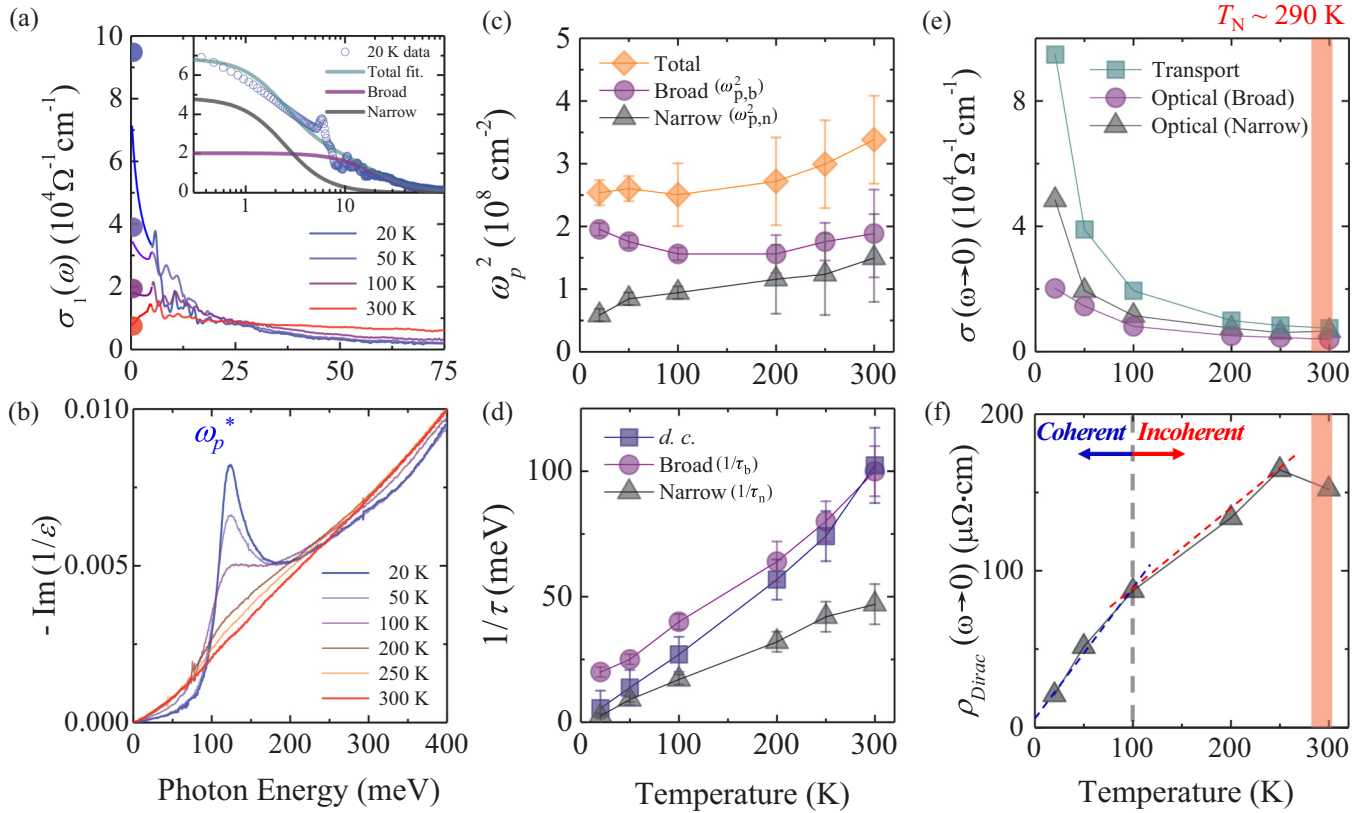 (a)
σ₁(ω) (10⁴ Ω⁻¹ cm⁻¹)
10
8
6
4
2
0
0
25
50
75
6
4
2
0
1
10
20 K data
Total fit.
Broad
Narrow
20 K
50 K
100 K
300 K
(b)
- Im (1/ε)
0.010
0.005
0.000
ωp*
20 K
50 K
100 K
200 K
250 K
300 K
0
100
200
300
400
Photon Energy (meV)
(c)
ωp² (10⁸ cm⁻²)
5
4
3
2
1
0
Total
Broad (ω²p,b)
Narrow (ω²p,n)
0
100
200
300
(d)
1/τ (meV)
100
50
0
d. c.
Broad (1/τb)
Narrow (1/τn)
0
100
200
300
Temperature (K)
(e)
TN ~ 290 K
σ (ω→0) (10⁴ Ω⁻¹ cm⁻¹)
8
4
0
Transport
Optical (Broad)
Optical (Narrow)
0
100
200
300
(f)
ρDirac (ω→0) (μΩ·cm)
200
100
0
Coherent
Incoherent
0
100
200
300
Temperature (K)